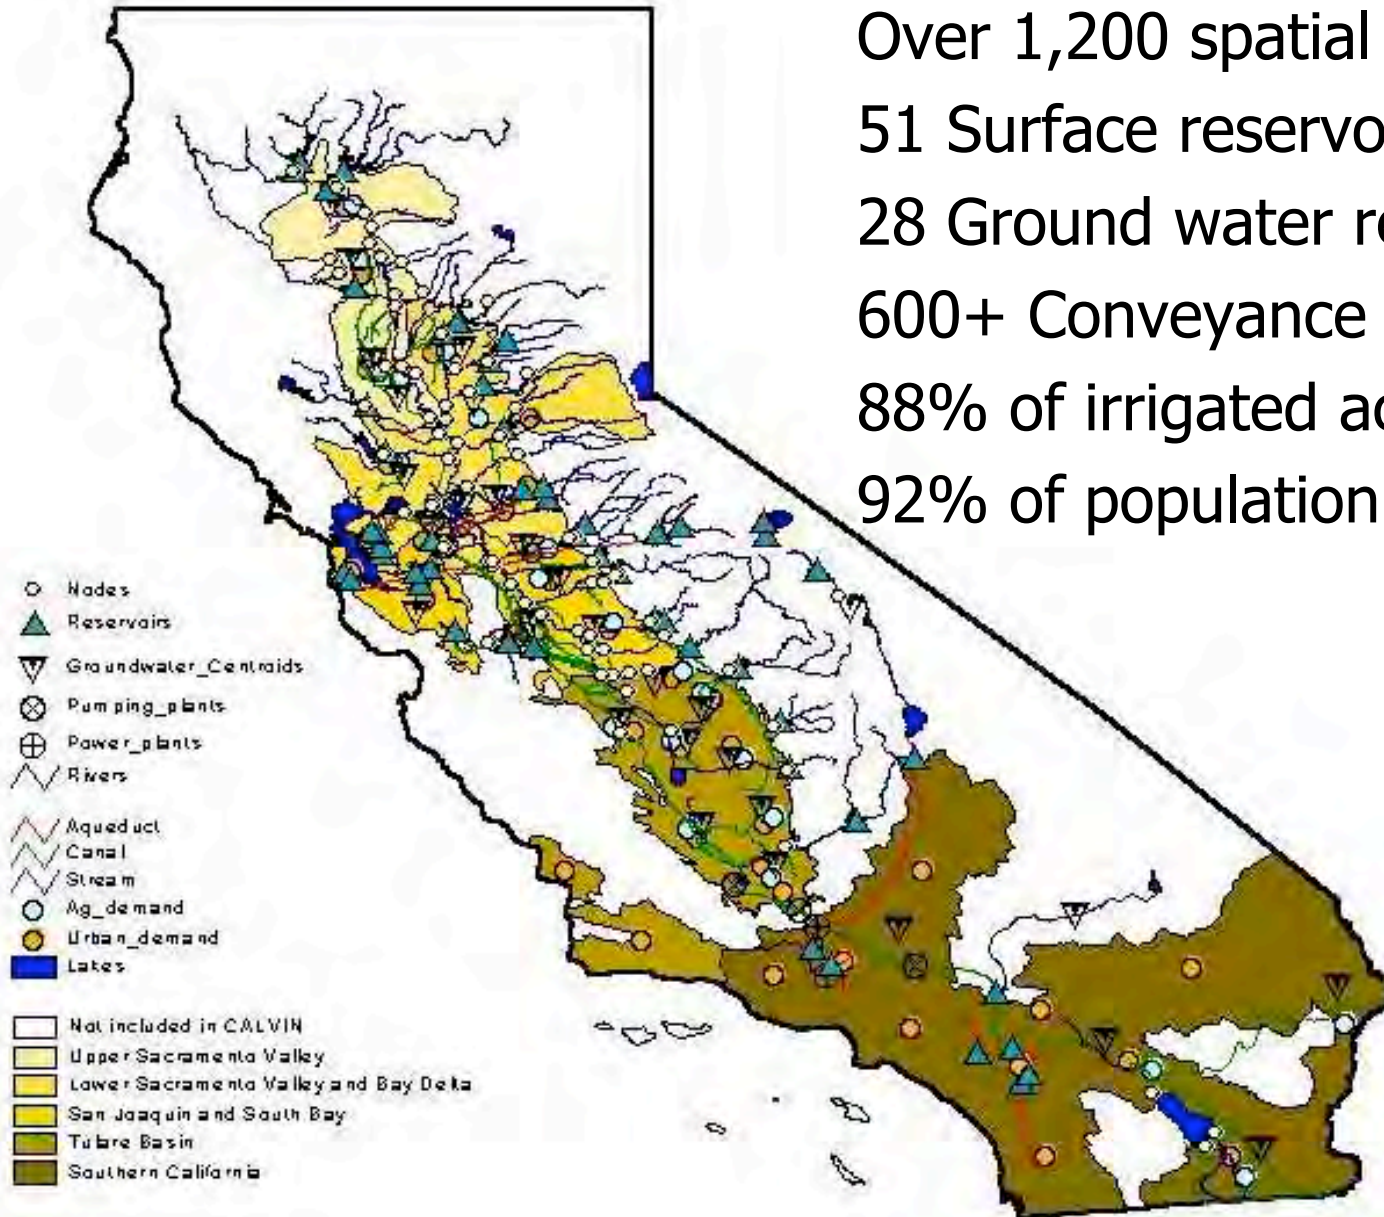 Over 1,200 spatial
51 Surface reservo
28 Ground water re
600+ Conveyance
88% of irrigated ac
92% of population
Nodes
Reservoirs
Groundwater_Centroids
Pumping_plants
Power_plants
Rivers
Aqueduct
Canal
Stream
Ag_demand
Urban_demand
Lakes
Not included in CALVIN
Upper Sacramento Valley
Lower Sacramento Valley and Bay Delta
San Joaquin and South Bay
Tulare Basin
Southern California